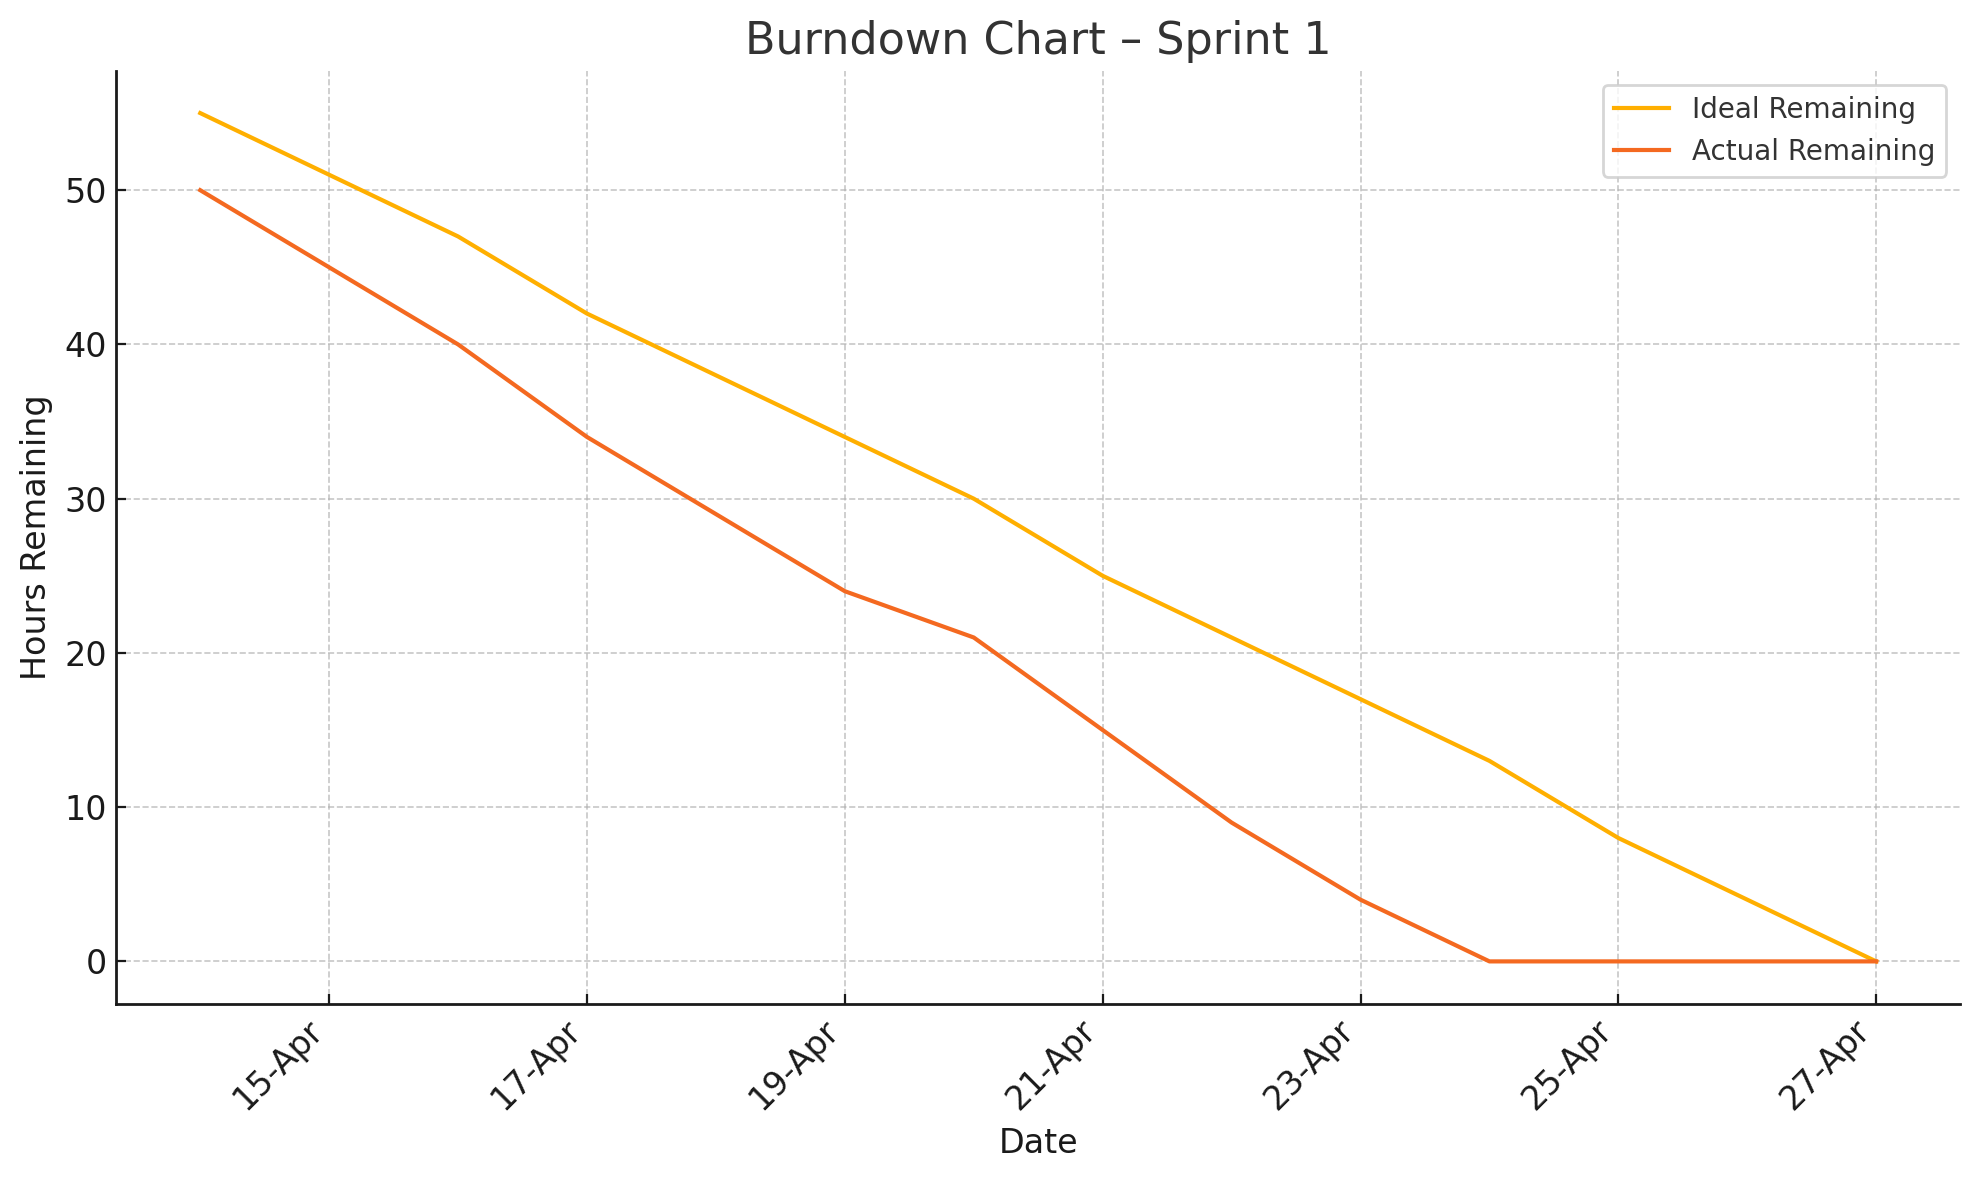 Burndown Chart – Sprint 1
Ideal Remaining
Actual Remaining
Hours Remaining
50
40
30
20
10
0
15-Apr
17-Apr
19-Apr
21-Apr
23-Apr
25-Apr
27-Apr
Date